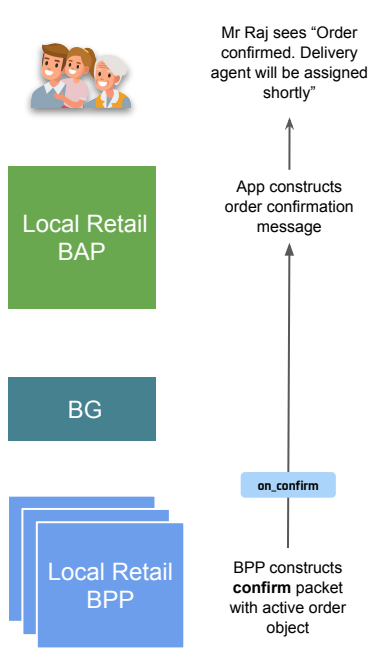 Mr Raj sees “Order
confirmed. Delivery
agent will be assigned
shortly”
Local Retail
BAP
App constructs
order confirmation
message
BG
on_confirm
Local Retail
BPP
BPP constructs
confirm packet
with active order
object